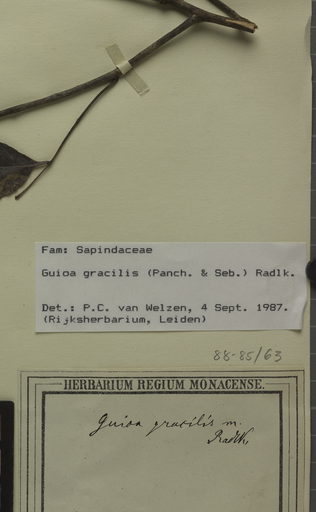 Fam: Sapindaceae
Guioa gracilis (Panch. & Seb.) Radlk.
Det.: P.C. van Welzen, 4 Sept. 1987.
(Rijksherbarium, Leiden)
88-85/63
HERBARIUM REGIUM MONACENSE.
Guioa gracilis m.
Radlk.